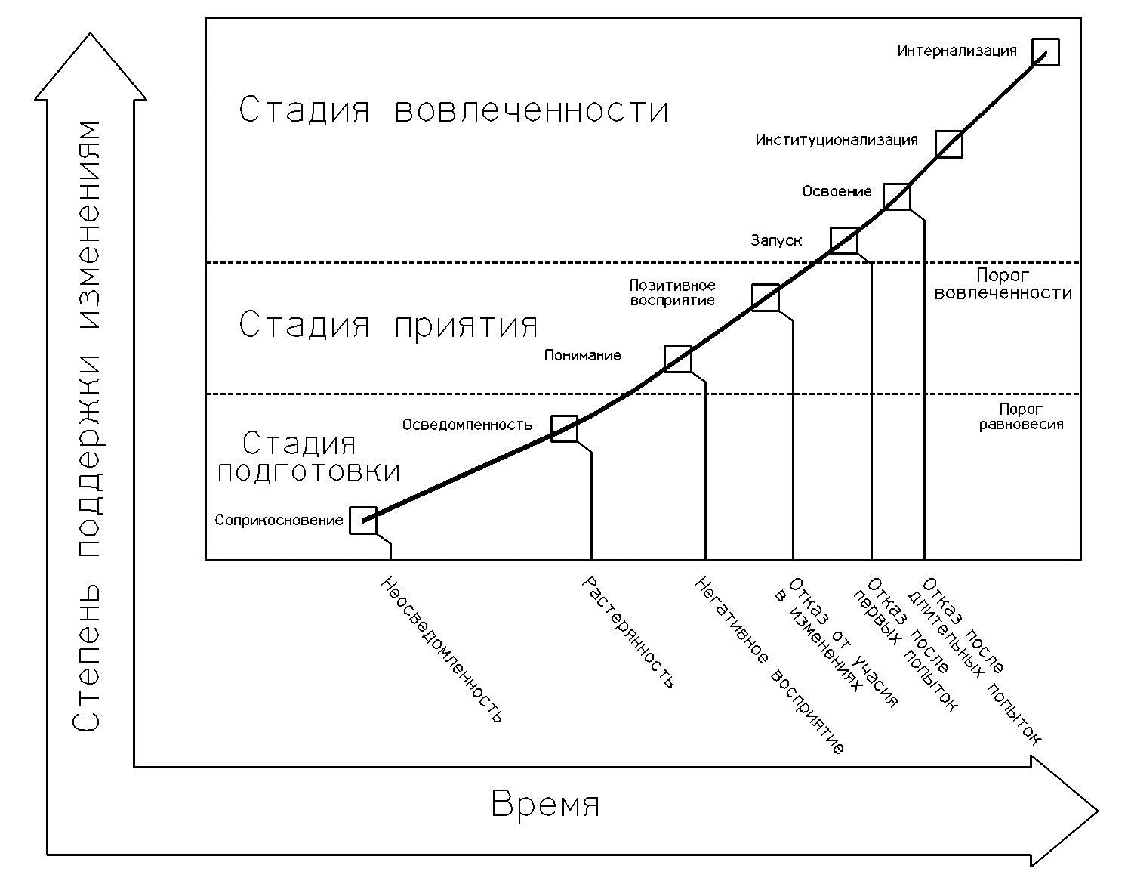 Степень поддержки изменениям
Интернализация
Стадия вовлеченности
Институционализация
Освоение
Запуск
Порог
вовлеченности
Позитивное
восприятие
Стадия приятия
Понимание
Порог
равновесия
Осведомленность
Стадия
подготовки
Соприкосновение
Неосведомленность
Растерянность
Негативное восприятие
Отказ от учасия
в изменениях
Отказ после
первых попыток
Отказ после
длительных попыток
Время